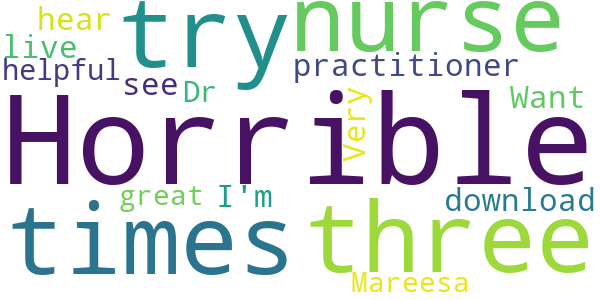 hear try nurse
live
helpful see Dr practitioner
Very Want
Horrible
great I'm download
times three
Mareesa